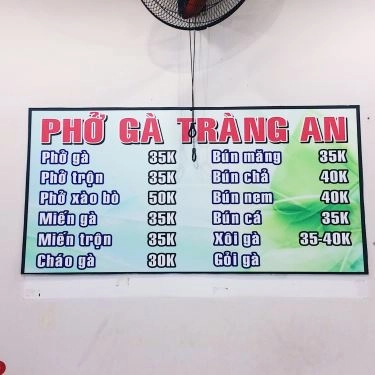 PHỞ GÀ TRÀNG AN
Phở gà 35K
Phở trộn 35K
Phở xào bò 50K
Miến gà 35K
Miến trộn 35K
Cháo gà 30K
Bún măng 35K
Bún chả 40K
Bún nem 40K
Bún cá 35K
Xôi gà 35-40K
Gỏi gà